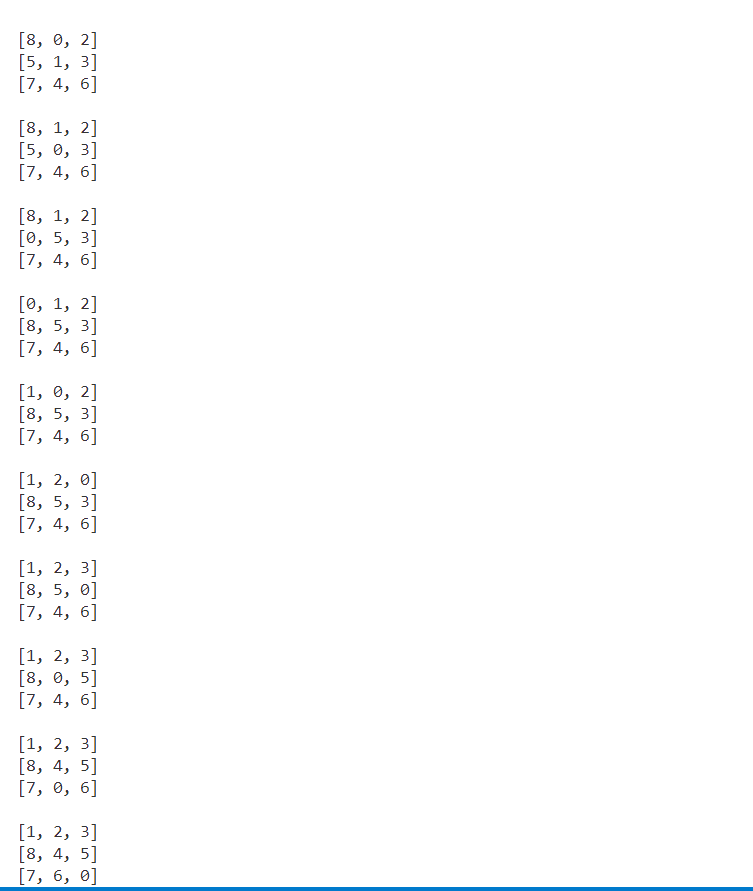 [8, 0, 2]
[5, 1, 3]
[7, 4, 6]
[8, 1, 2]
[5, 0, 3]
[7, 4, 6]
[8, 1, 2]
[0, 5, 3]
[7, 4, 6]
[0, 1, 2]
[8, 5, 3]
[7, 4, 6]
[1, 0, 2]
[8, 5, 3]
[7, 4, 6]
[1, 2, 0]
[8, 5, 3]
[7, 4, 6]
[1, 2, 3]
[8, 5, 0]
[7, 4, 6]
[1, 2, 3]
[8, 0, 5]
[7, 4, 6]
[1, 2, 3]
[8, 4, 5]
[7, 0, 6]
[1, 2, 3]
[8, 4, 5]
[7, 6, 0]